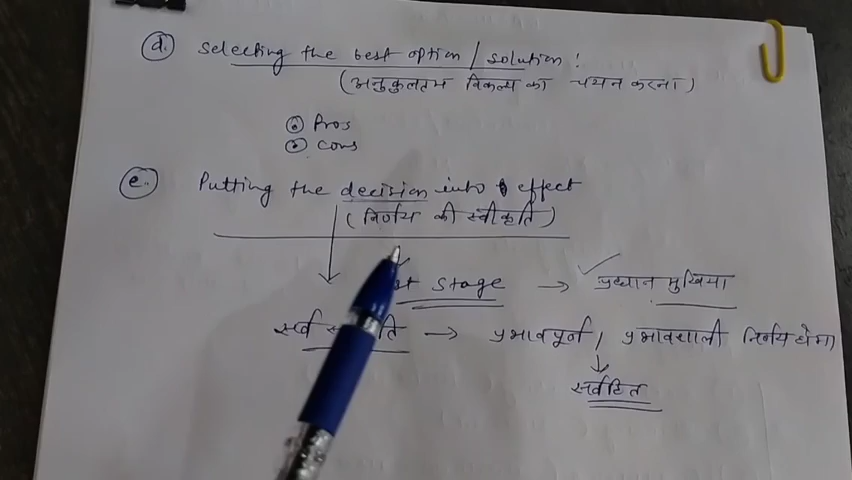 d. Selecting the best option / solution :
(अनुकुलतम विकल्प का चयन करना)
Pros
Cons
e. Putting the decision into effect
(निर्णय की स्वीकृति)
Stage → प्रधान मुखिया
सर्व → प्रभावपूर्ण, प्रभावशाली निर्णय
सर्वहित